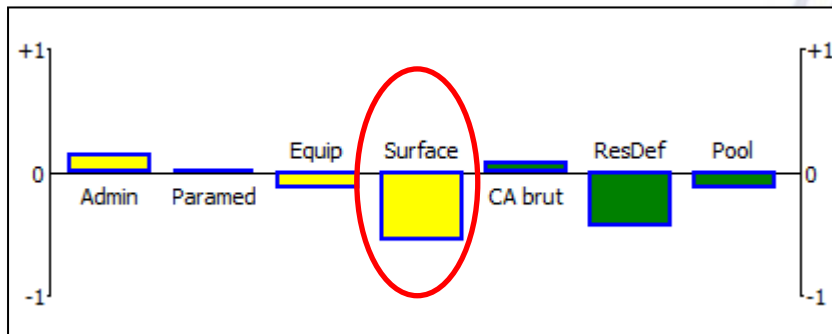 +1 +1
Equip Surface ResDef Pool
0 0
Admin Paramed CA brut
-1 -1